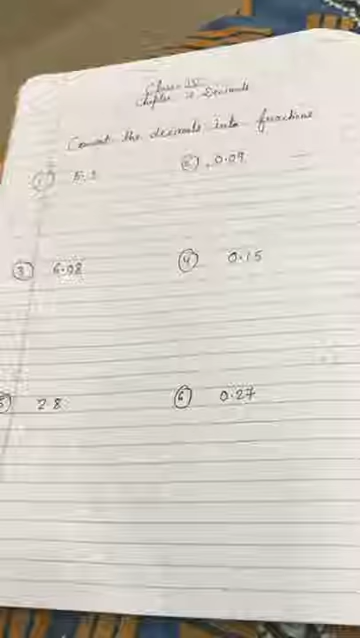 Class - IV
Chapter - Decimals
Convert the decimals into fractions
① 5.2 ② 0.09
③ 6.08 ④ 0.15
⑤ 2.8 ⑥ 0.27